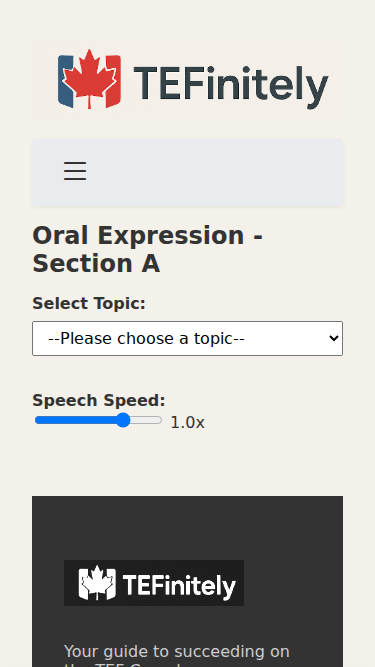 TEFinitely
Oral Expression -
Section A
Select Topic:
--Please choose a topic--
Speech Speed:
1.0x
TEFinitely
Your guide to succeeding on